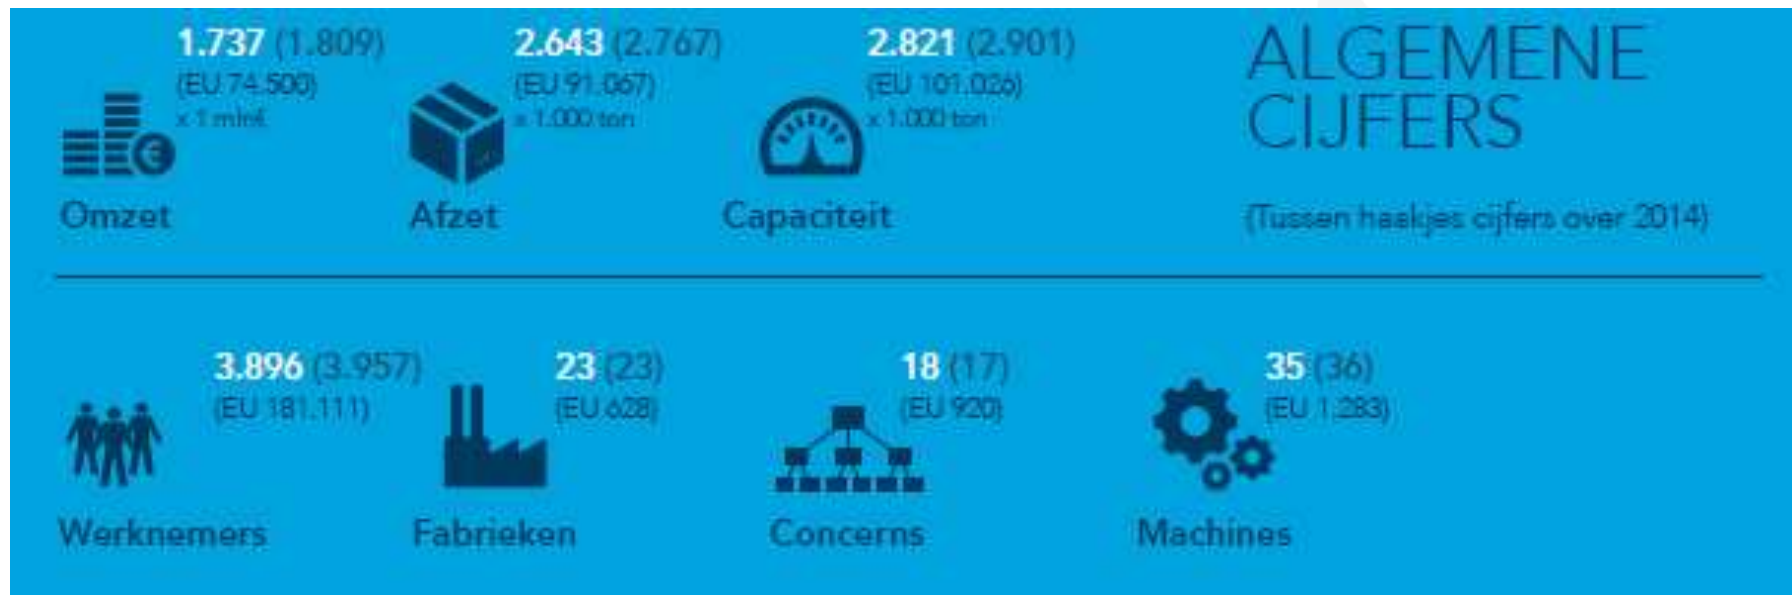 1.737 (1.809)
(EU 74.500)
x 1 mln€
Omzet
2.643 (2.767)
(EU 91.067)
x 1.000 ton
Afzet
2.821 (2.901)
(EU 101.026)
x 1.000 ton
Capaciteit
ALGEMENE
CIJFERS
(Tussen haakjes cijfers over 2014)
3.896 (3.957)
(EU 181.111)
Werknemers
23 (23)
(EU 628)
Fabrieken
18 (17)
(EU 920)
Concerns
35 (36)
(EU 1.283)
Machines